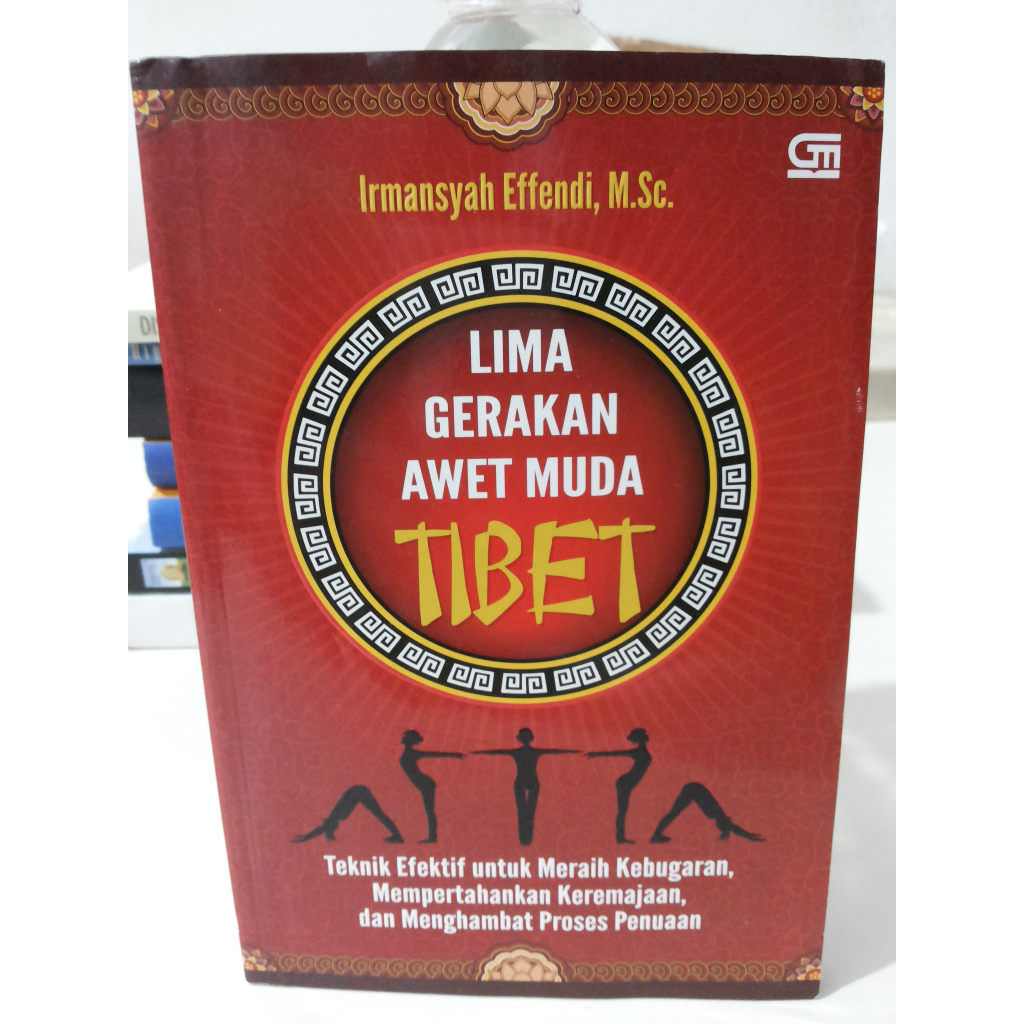 GM
Irmansyah Effendi, M.Sc.
LIMA
GERAKAN
AWET MUDA
TIBET
Teknik Efektif untuk Meraih Kebugaran,
Mempertahankan Keremajaan,
dan Menghambat Proses Penuaan